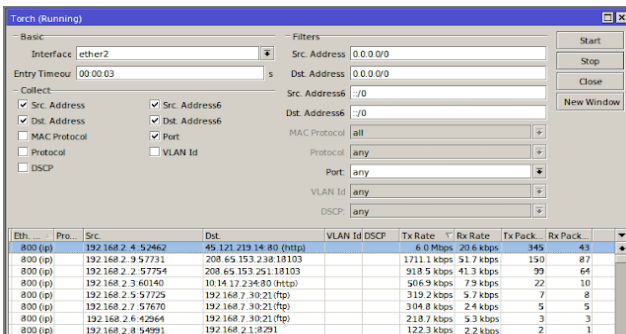 Torch (Running)
Basic
Interface: ether2
Entry Timeout: 00:00:03 s
Collect
Src. Address Src. Address6
Dst. Address Dst. Address6
MAC Protocol Port
Protocol VLAN Id
DSCP
Filters
Src. Address: 0.0.0.0/0
Dst. Address: 0.0.0.0/0
Src. Address6: ::/0
Dst. Address6: ::/0
MAC Protocol: all
Protocol: any
Port: any
VLAN Id: any
DSCP: any
Start
Stop
Close
New Window
Eth. ... Pro... Src. Dst. VLAN Id DSCP Tx Rate Rx Rate Tx Pack... Rx Pack...
800 (ip) 192.168.2..4:52462 45.121.219.14:80 (http) 6.0 Mbps 20.6 kbps 345 43
800 (ip) 192.168.2..9:57731 208.65.153.238:18103 1711.1 kbps 51.7 kbps 150 87
800 (ip) 192.168.2..2:57754 208.65.153.251:18103 918.5 kbps 41.3 kbps 99 64
800 (ip) 192.168.2.3:60140 10.14.17.234:80 (http) 506.9 kbps 7.9 kbps 22 10
800 (ip) 192.168.2.5:57725 192.168.7.30:21 (ftp) 319.2 kbps 5.7 kbps 7 8
800 (ip) 192.168.2.7:57670 192.168.7.30:21 (ftp) 304.8 kbps 2.4 kbps 5 5
800 (ip) 192.168.2.6:42964 192.168.7.30:21 (ftp) 218.7 kbps 5.3 kbps 3 3
800 (ip) 192.168.2.8:54991 192.168.2.1:8291 122.3 kbps 2.2 kbps 2 1